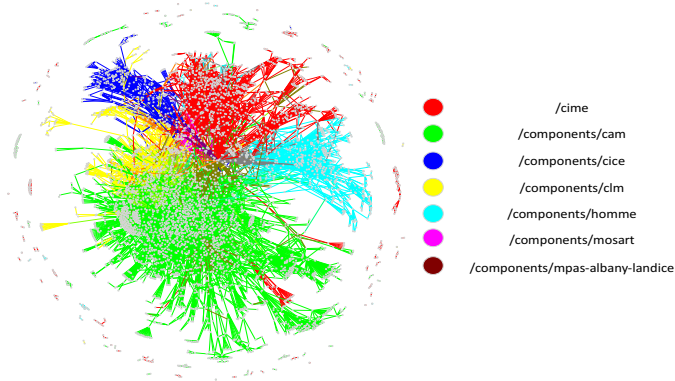 /cime
/components/cam
/components/cice
/components/clm
/components/homme
/components/mosart
/components/mpas-albany-landice